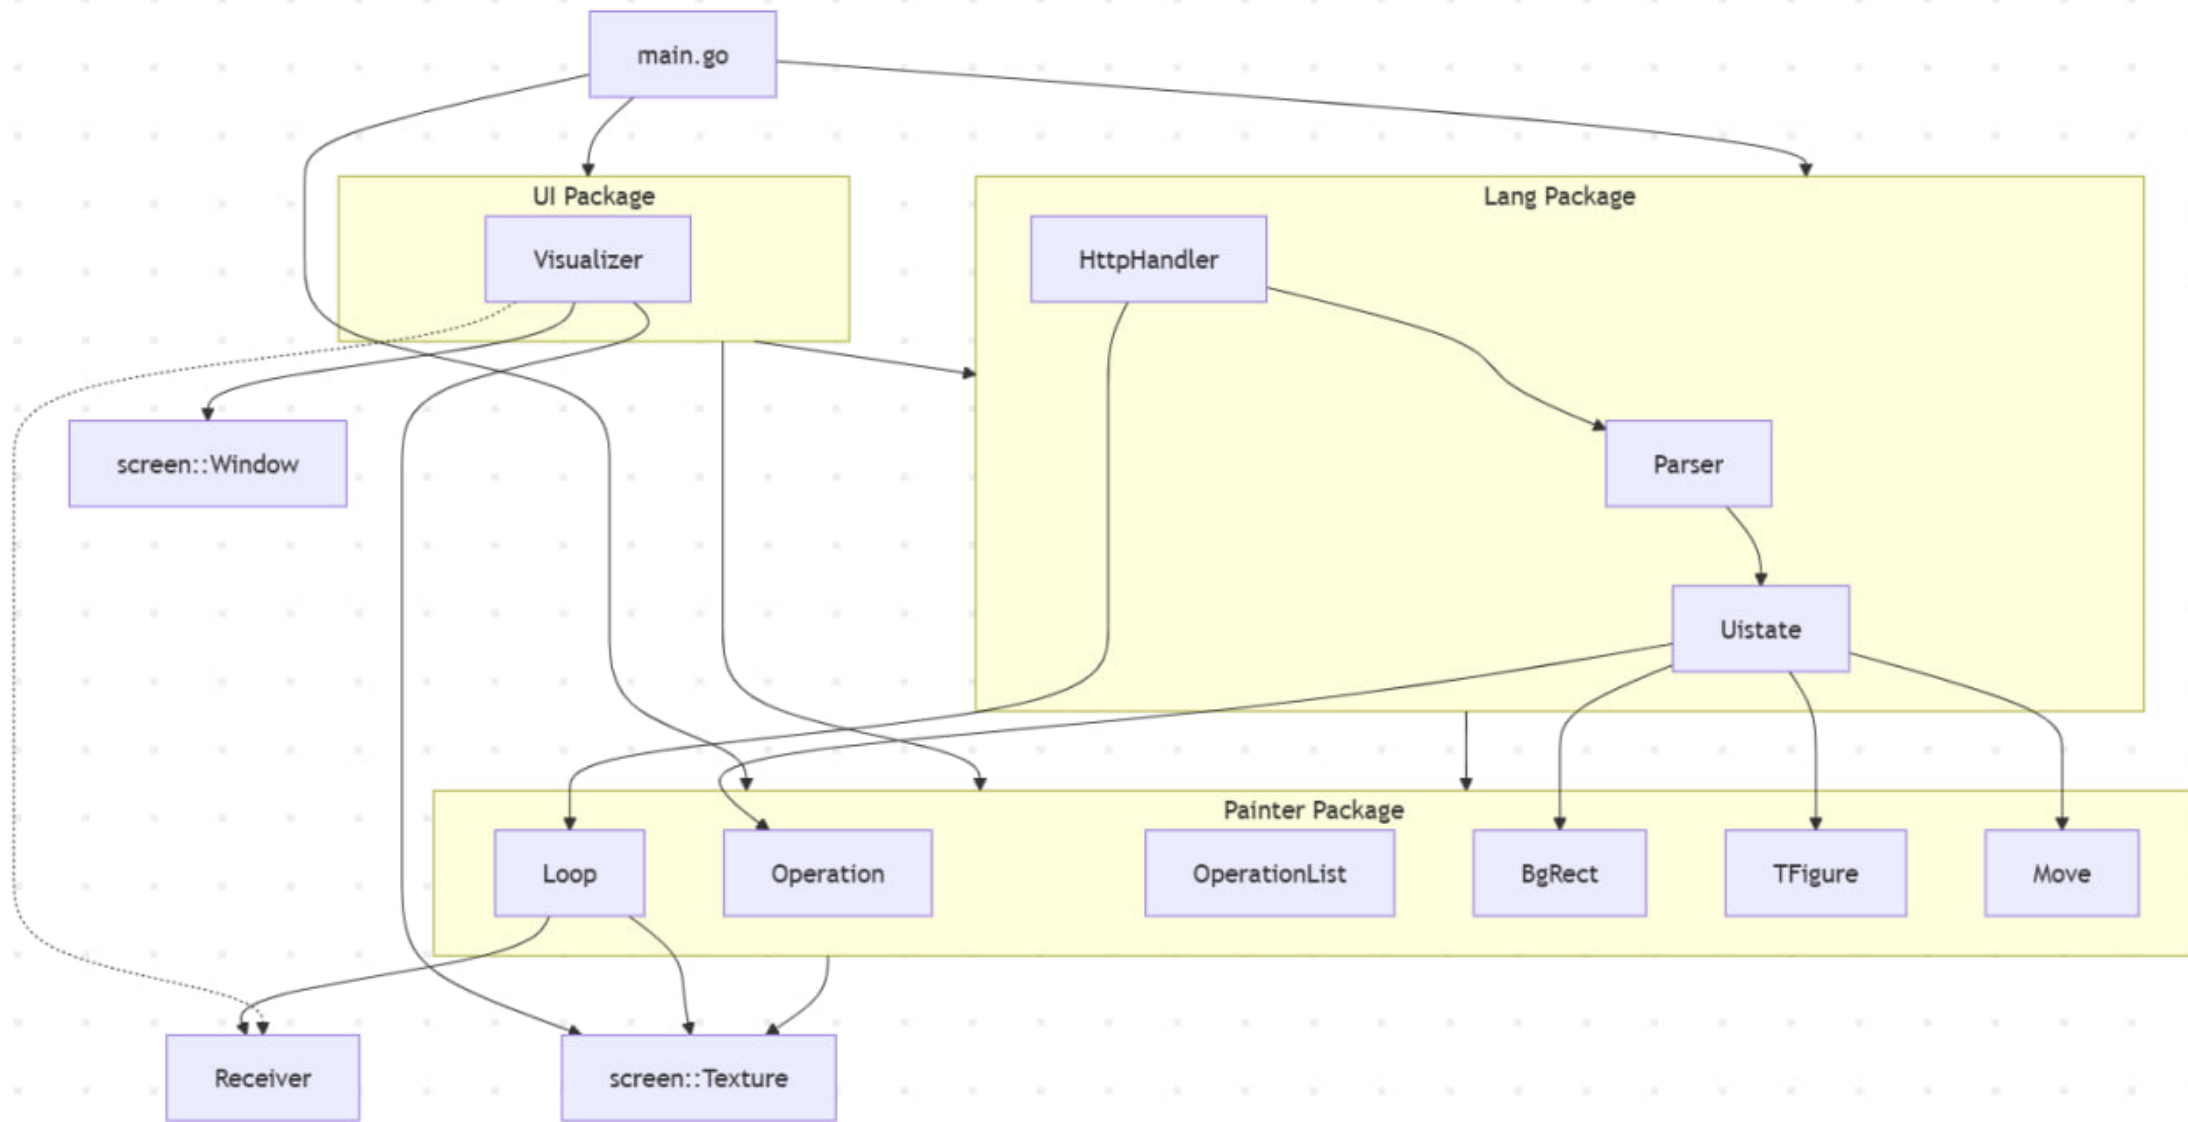 main.go
UI Package
Lang Package
Visualizer
HttpHandler
screen::Window
Parser
Uistate
Painter Package
Loop
Operation
OperationList
BgRect
TFigure
Move
Receiver
screen::Texture